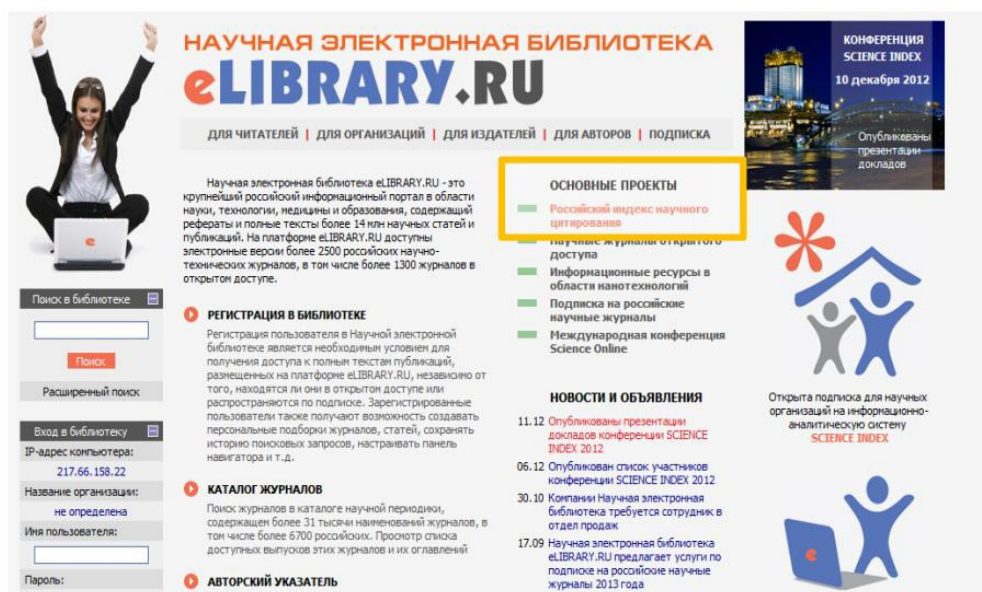 НАУЧНАЯ ЭЛЕКТРОННАЯ БИБЛИОТЕКА
eLIBRARY.RU
ДЛЯ ЧИТАТЕЛЕЙ | ДЛЯ ОРГАНИЗАЦИЙ | ДЛЯ ИЗДАТЕЛЕЙ | ДЛЯ АВТОРОВ | ПОДПИСКА
КОНФЕРЕНЦИЯ
SCIENCE INDEX
10 декабря 2012
Опубликованы
презентации
докладов
Поиск в библиотеке
Поиск
Расширенный поиск
Вход в библиотеку
IP-адрес компьютера:
217.66.158.22
Название организации:
не определена
Имя пользователя:
Пароль:
Научная электронная библиотека eLIBRARY.RU - это
крупнейший российский информационный портал в области
науки, технологии, медицины и образования, содержащий
рефераты и полные тексты более 14 млн научных статей и
публикаций. На платформе eLIBRARY.RU доступны
электронные версии более 2500 российских научно-
технических журналов, в том числе более 1300 журналов в
открытом доступе.
РЕГИСТРАЦИЯ В БИБЛИОТЕКЕ
Регистрация пользователя в Научной электронной
библиотеке является необходимым условием для
получения доступа к полным текстам публикаций,
размещенных на платформе eLIBRARY.RU, независимо от
того, находятся ли они в открытом доступе или
распространяются по подписке. Зарегистрированные
пользователи также получают возможность создавать
персональные подборки журналов, статей, сохранять
историю поисковых запросов, настраивать панель
навигатора и т.д.
КАТАЛОГ ЖУРНАЛОВ
Поиск журналов в каталоге научной периодики,
содержащем более 31 тысячи наименований журналов, в
том числе более 6700 российских. Просмотр списка
доступных выпусков этих журналов и их оглавлений
АВТОРСКИЙ УКАЗАТЕЛЬ
ОСНОВНЫЕ ПРОЕКТЫ
Российский индекс научного
цитирования
Научные журналы открытого
доступа
Информационные ресурсы в
области нанотехнологий
Подписка на российские
научные журналы
Международная конференция
Science Online
НОВОСТИ И ОБЪЯВЛЕНИЯ
11.12 Опубликованы презентации
докладов конференции SCIENCE
INDEX 2012
06.12 Опубликован список участников
конференции SCIENCE INDEX 2012
30.10 Компании Научная электронная
библиотека требуется сотрудник в
отдел продаж
17.09 Научная электронная библиотека
eLIBRARY.RU предлагает услуги по
подписке на российские научные
журналы 2013 года
Открыта подписка для научных
организаций на информационно-
аналитическую систему
SCIENCE INDEX